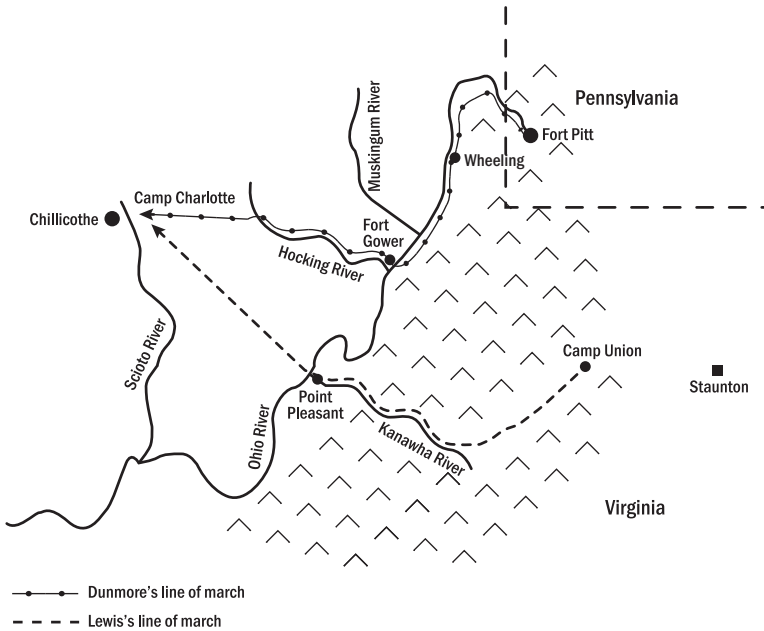 Pennsylvania
Fort Pitt
Muskingum River
Wheeling
Camp Charlotte
Chillicothe
Fort
Gower
Hocking River
Scioto River
Camp Union
Staunton
Point
Pleasant
Ohio River
Kanawha River
Virginia
Dunmore's line of march
Lewis's line of march